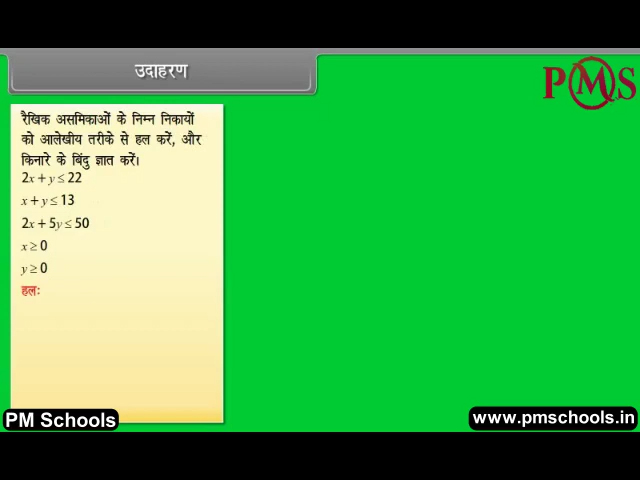 उदाहरण
PMS
रैखिक असमिकाओं के निम्न निकायों
को आलेखीय तरीके से हल करें, और
किनारे के बिंदु ज्ञात करें।
2x + y ≤ 22
x + y ≤ 13
2x + 5y ≤ 50
x ≥ 0
y ≥ 0
हलः
PM Schools
www.pmschools.in